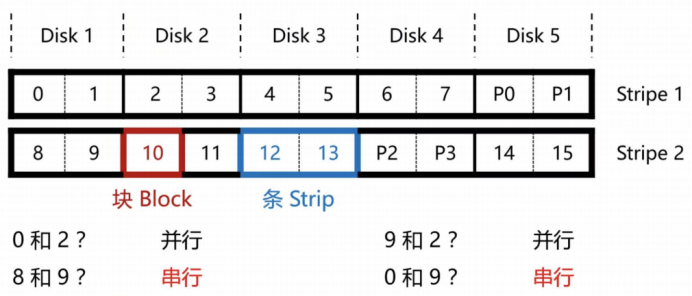 Disk 1 Disk 2 Disk 3 Disk 4 Disk 5
0 1 2 3 4 5 6 7 P0 P1 Stripe 1
8 9 10 11 12 13 P2 P3 14 15 Stripe 2
块 Block 条 Strip
0 和 2？ 并行 9 和 2？ 并行
8 和 9？ 串行 0 和 9？ 串行